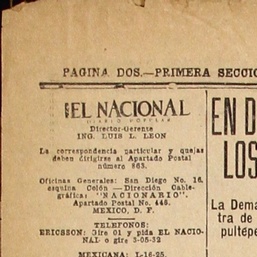 PAGINA DOS.—PRIMERA SECCIO
EL NACIONAL
DIARIO POPULAR
Director-Gerente
ING. LUIS L. LEON
La correspondencia particular y quejas
deben dirigirse al Apartado Postal
número 863.
Oficinas Generales: San Diego No. 16.
esquina Colón — Dirección Cable-
gráfica: "NACIONARIO".
Apartado Postal No. 446.
MEXICO, D. F.
TELEFONOS:
ERICSSON: Dire 01 y pida EL NACIO-
NAL o gire 3-05-32
MEXICANA: L-16-25.
EN D
LOS
La Dema
tra de
pultépe